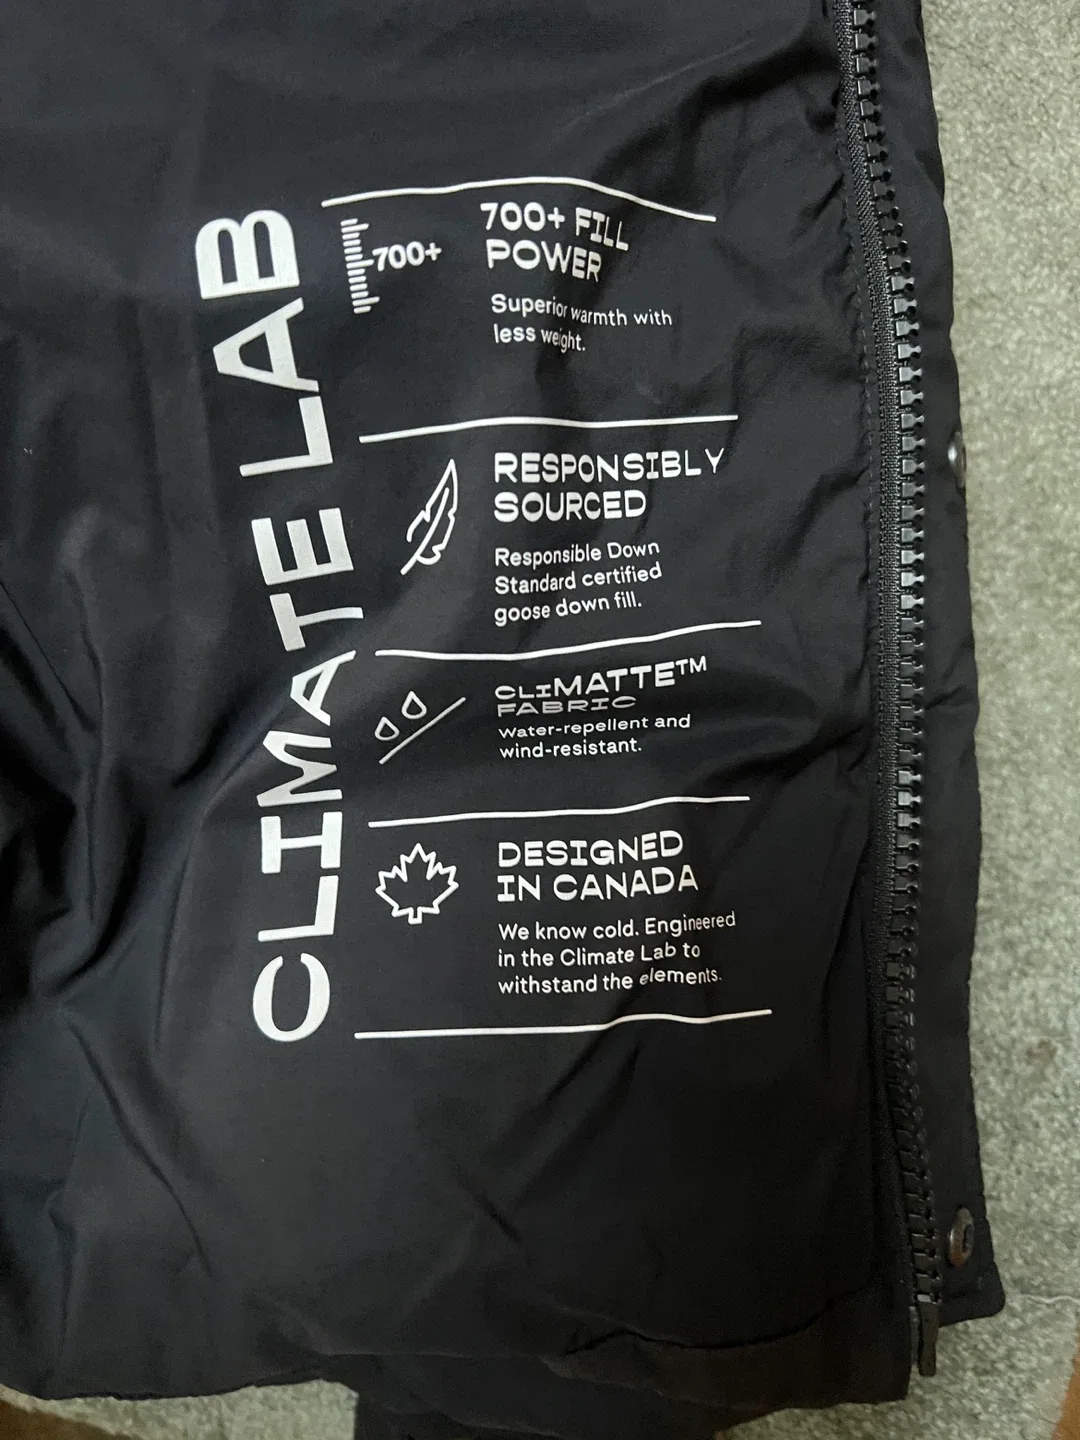 CLIMATE LAB
700+
700+ FILL
POWER
Superior warmth with
less weight.
RESPONSIBLY
SOURCED
Responsible Down
Standard certified
goose down fill.
CLIMATTE™
FABRIC
Water-repellent and
wind-resistant.
DESIGNED
IN CANADA
We know cold. Engineered
in the Climate Lab to
withstand the elements.